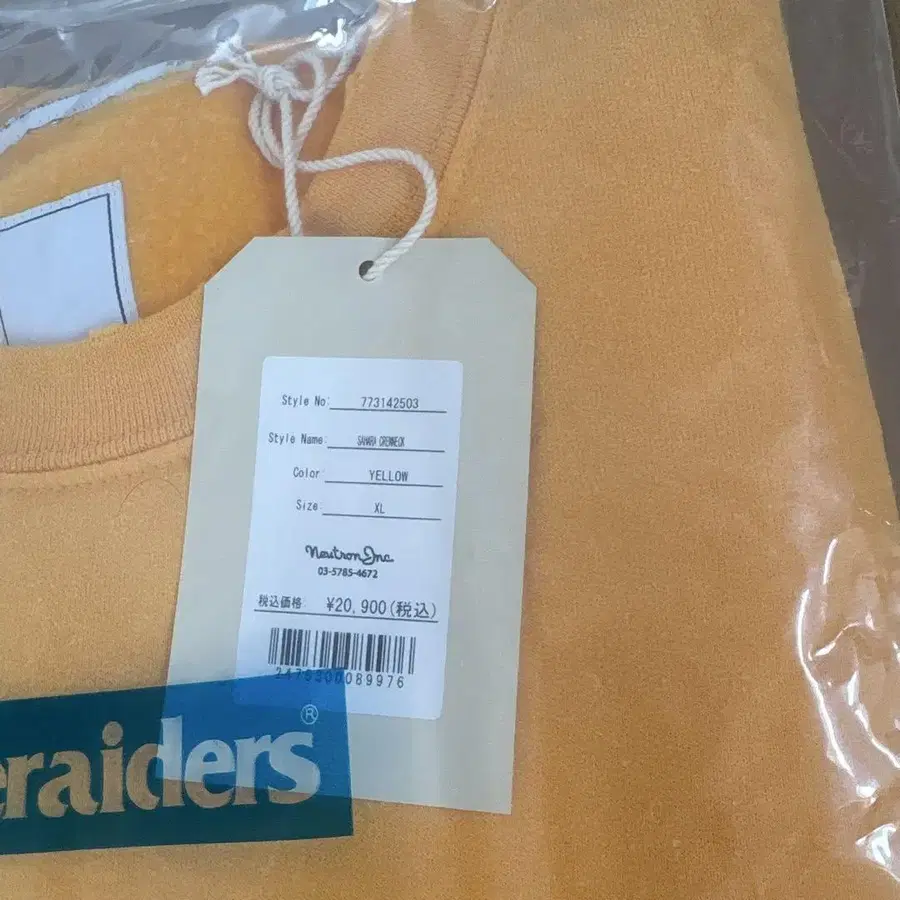 Style No: 773142503
Style Name: SAHARA CREWNECK
Color: YELLOW
Size: XL
Neutron Inc.
03-5785-4672
税込価格: ¥20,900(税込)
2476300089976
eraiders®